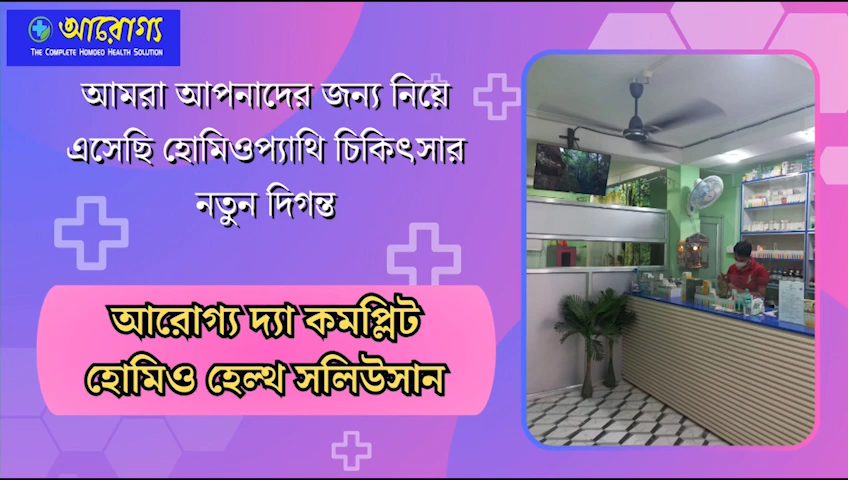 আরোগ্য
THE COMPLETE HOMOEO HEALTH SOLUTION
আমরা আপনাদের জন্য নিয়ে
এসেছি হোমিওপ্যাথি চিকিৎসার
নতুন দিগন্ত
আরোগ্য দ্যা কমপ্লিট
হোমিও হেল্থ সলিউসান